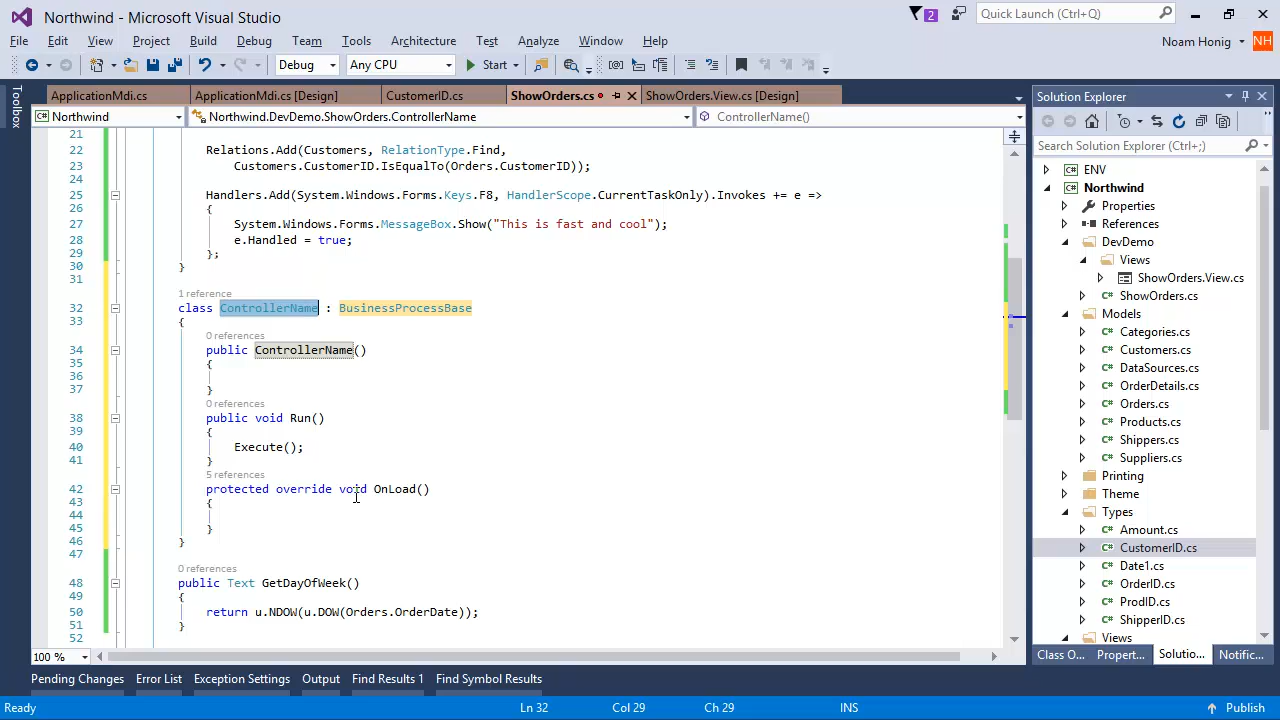 Northwind - Microsoft Visual Studio
2
Quick Launch (Ctrl+Q)
File Edit View Project Build Debug Team Tools Architecture Test Analyze Window Help
Noam Honig NH
Debug Any CPU Start
Toolbox
ApplicationMdi.cs ApplicationMdi.cs [Design] CustomerID.cs ShowOrders.cs ShowOrders.View.cs [Design]
Northwind Northwind.DevDemo.ShowOrders.ControllerName ControllerName()
21
22 Relations.Add(Customers, RelationType.Find,
23 Customers.CustomerID.IsEqualTo(Orders.CustomerID));
24
25 Handlers.Add(System.Windows.Forms.Keys.F8, HandlerScope.CurrentTaskOnly).Invokes += e =>
26 {
27 System.Windows.Forms.MessageBox.Show("This is fast and cool");
28 e.Handled = true;
29 };
30 }
31
1 reference
32 class ControllerName : BusinessProcessBase
33 {
0 references
34 public ControllerName()
35 {
36
37 }
0 references
38 public void Run()
39 {
40 Execute();
41 }
5 references
42 protected override void OnLoad()
43 {
44
45 }
46 }
47
0 references
48 public Text GetDayOfWeek()
49 {
50 return u.NDOW(u.DOW(Orders.OrderDate));
51 }
52
100 %
Solution Explorer
Search Solution Explorer (Ctrl+;)
ENV
Northwind
Properties
References
DevDemo
Views
ShowOrders.View.cs
ShowOrders.cs
Models
Categories.cs
Customers.cs
DataSources.cs
OrderDetails.cs
Orders.cs
Products.cs
Shippers.cs
Suppliers.cs
Printing
Theme
Types
Amount.cs
CustomerID.cs
Date1.cs
OrderID.cs
ProdID.cs
ShipperID.cs
Views
Class O... Propert... Solutio... Notific...
Pending Changes Error List Exception Settings Output Find Results 1 Find Symbol Results
Ready Ln 32 Col 29 Ch 29 INS Publish